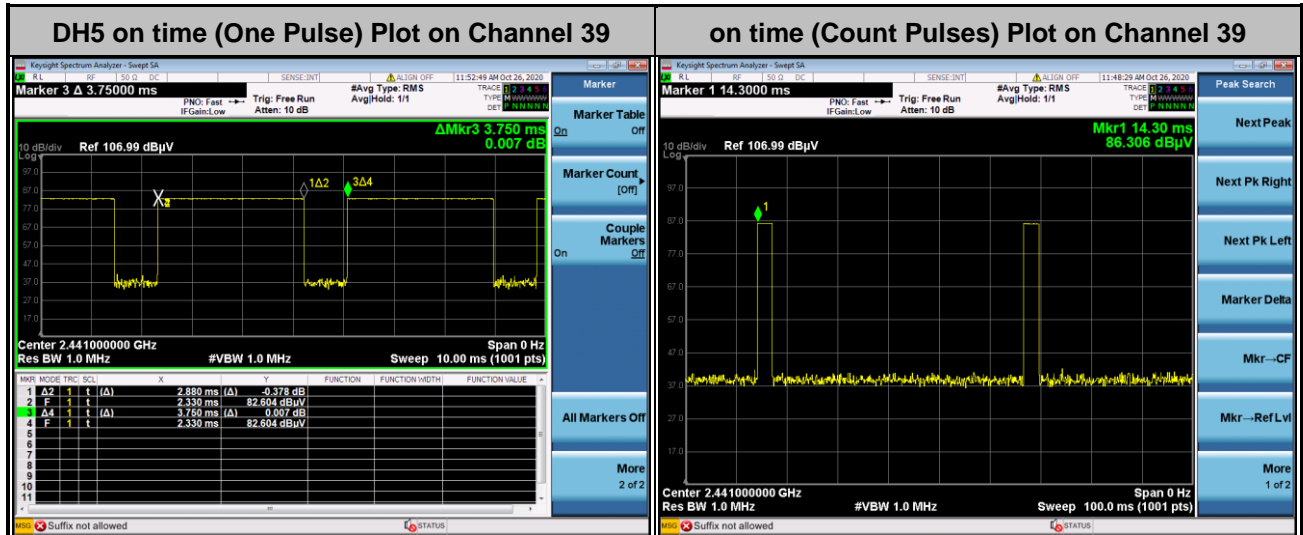 DH5 on time (One Pulse) Plot on Channel 39
Keysight Spectrum Analyzer - Swept SA
RL RF 50 Ω DC SENSE:INT ALIGN OFF 11:52:49 AM Oct 26, 2020
Marker 3 Δ 3.75000 ms
PNO: Fast
IFGain:Low
Trig: Free Run
Atten: 10 dB
#Avg Type: RMS
Avg|Hold: 1/1
TRACE 1 2 3 4 5 6
TYPE M WWWWW
DET P N N N N N
ΔMkr3 3.750 ms
0.007 dB
10 dB/div Ref 106.99 dBµV
Log
97.0
87.0
77.0
67.0
57.0
47.0
37.0
27.0
17.0
1Δ2
3Δ4
Center 2.441000000 GHz Span 0 Hz
Res BW 1.0 MHz #VBW 1.0 MHz Sweep 10.00 ms (1001 pts)
MKR MODE TRC SCL X Y FUNCTION FUNCTION WIDTH FUNCTION VALUE
1 Δ2 1 t (Δ) 2.880 ms (Δ) -0.378 dB
2 F 1 t 2.330 ms 82.604 dBµV
3 Δ4 1 t (Δ) 3.750 ms (Δ) 0.007 dB
4 F 1 t 2.330 ms 82.604 dBµV
5
6
7
8
9
10
11
MSG Suffix not allowed STATUS
Marker
Marker Table
On Off
Marker Count
[Off]
Couple
Markers
On Off
All Markers Off
More
2 of 2
on time (Count Pulses) Plot on Channel 39
Keysight Spectrum Analyzer - Swept SA
RL RF 50 Ω DC SENSE:INT ALIGN OFF 11:48:29 AM Oct 26, 2020
Marker 1 14.3000 ms
PNO: Fast
IFGain:Low
Trig: Free Run
Atten: 10 dB
#Avg Type: RMS
Avg|Hold: 1/1
TRACE 1 2 3 4 5 6
TYPE M WWWWW
DET P N N N N N
Mkr1 14.30 ms
86.306 dBµV
10 dB/div Ref 106.99 dBµV
Log
97.0
87.0
77.0
67.0
57.0
47.0
37.0
27.0
17.0
1
Center 2.441000000 GHz Span 0 Hz
Res BW 1.0 MHz #VBW 1.0 MHz Sweep 100.0 ms (1001 pts)
MSG Suffix not allowed STATUS
Peak Search
Next Peak
Next Pk Right
Next Pk Left
Marker Delta
Mkr→CF
Mkr→Ref Lvl
More
1 of 2